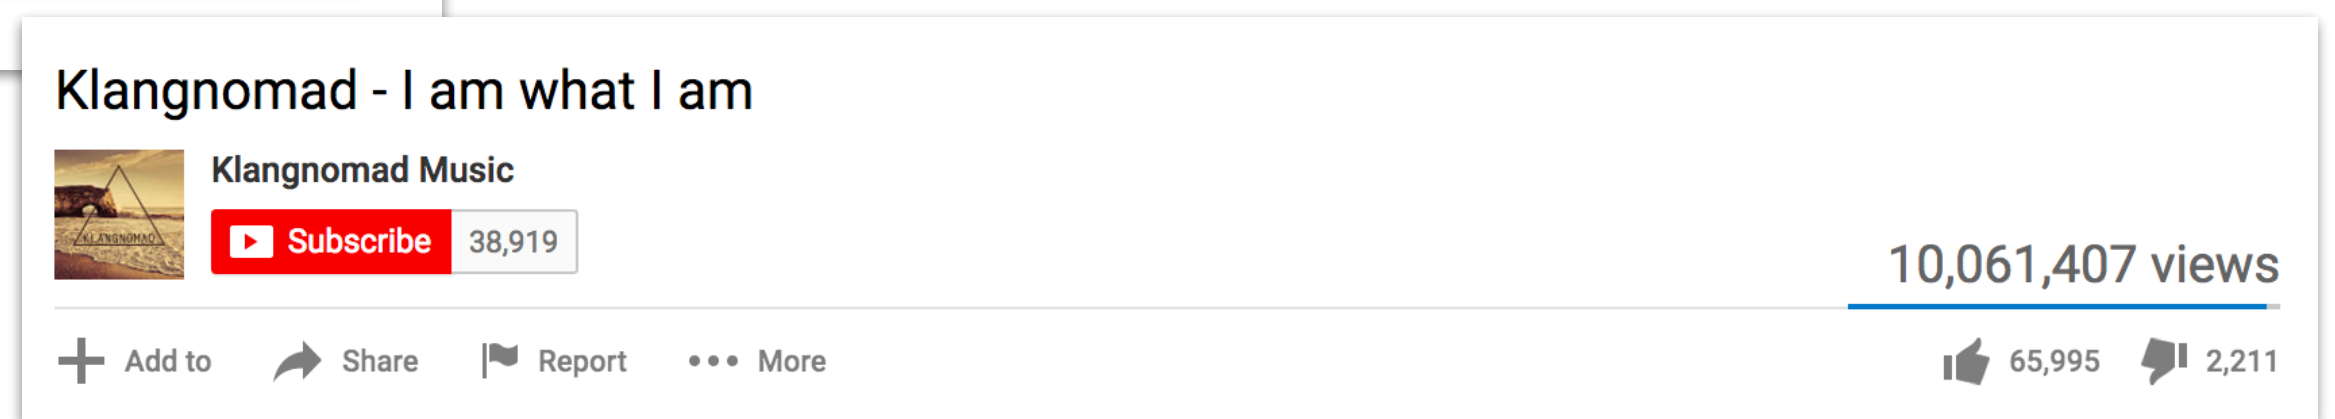 Klangnomad - I am what I am
KLANGNOMAD
Klangnomad Music
Subscribe 38,919
10,061,407 views
Add to Share Report More 65,995 2,211